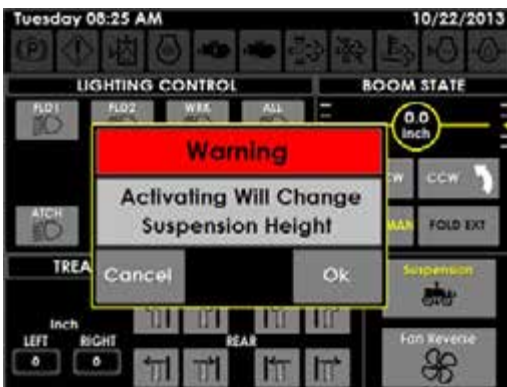 Tuesday 08:25 AM 10/22/2013
LIGHTING CONTROL BOOM STATE
FLD1 FLD2 WRK ALL
0.0
Inch
Warning
Activating Will Change
Suspension Height
CW CCW
ATCH MAN FOLD EXT
Cancel Ok
TREA
Suspension
Inch
LEFT RIGHT REAR
Fan Reverse